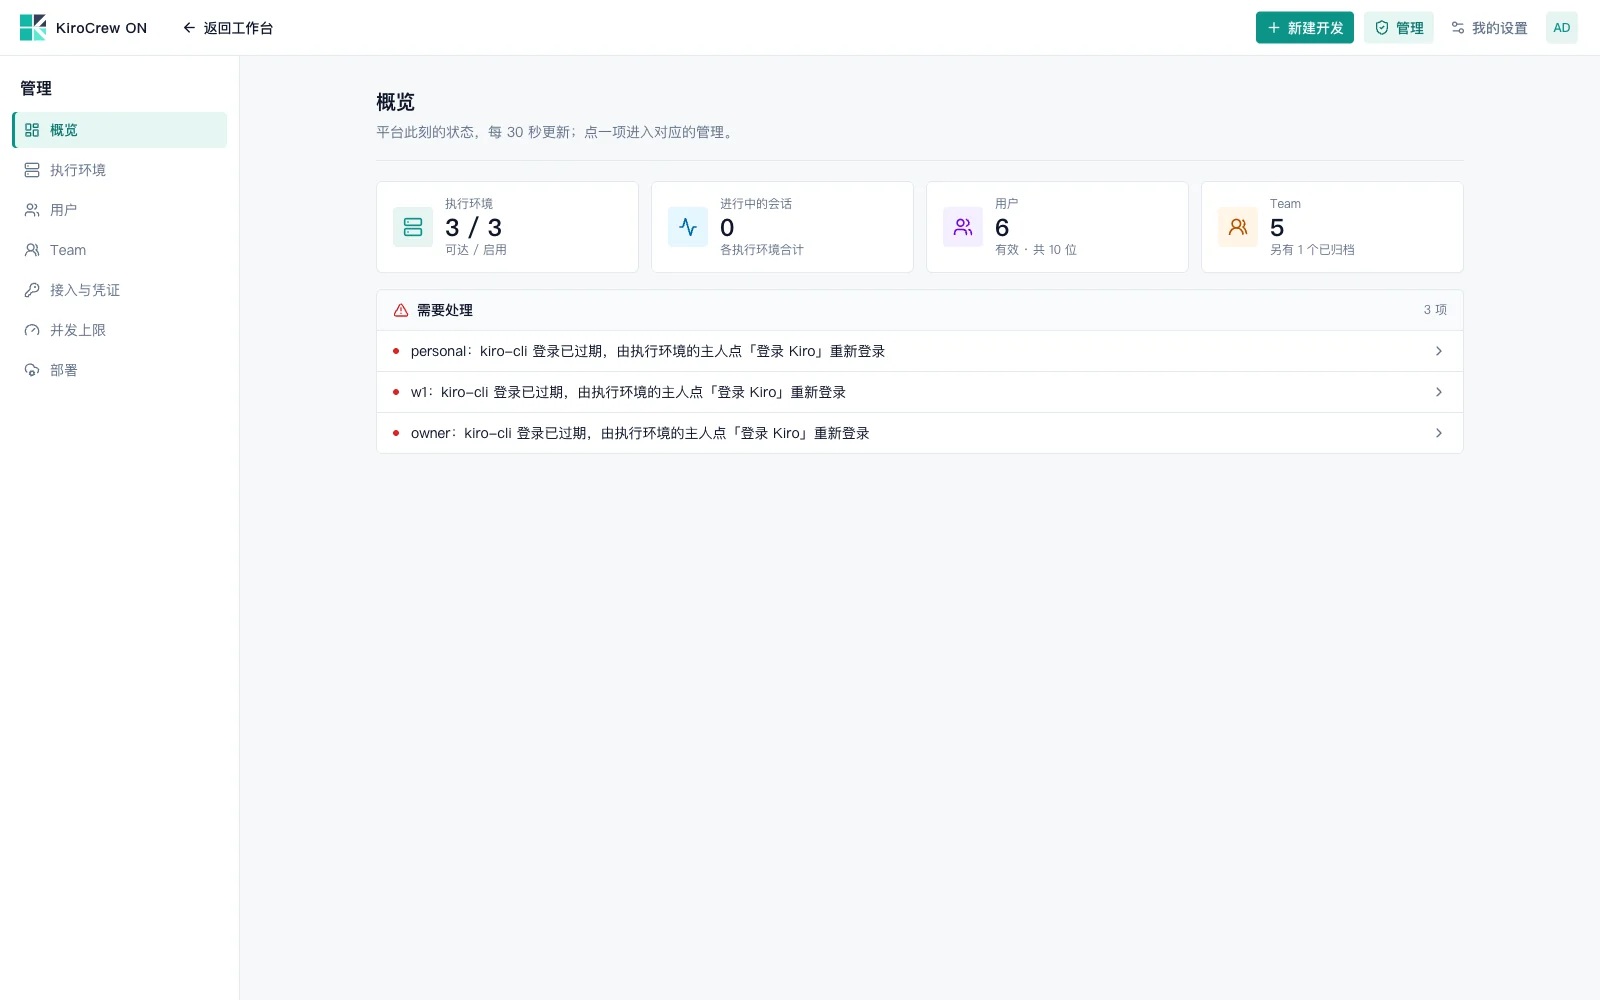 KiroCrew ON
返回工作台
新建开发
管理
我的设置
AD
管理
概览
执行环境
用户
Team
接入与凭证
并发上限
部署
概览
平台此刻的状态，每 30 秒更新；点一项进入对应的管理。
执行环境
3 / 3
可达 / 启用
进行中的会话
0
各执行环境合计
用户
6
有效 · 共 10 位
Team
5
另有 1 个已归档
需要处理
3 项
personal：kiro-cli 登录已过期，由执行环境的主人点「登录 Kiro」重新登录
w1：kiro-cli 登录已过期，由执行环境的主人点「登录 Kiro」重新登录
owner：kiro-cli 登录已过期，由执行环境的主人点「登录 Kiro」重新登录